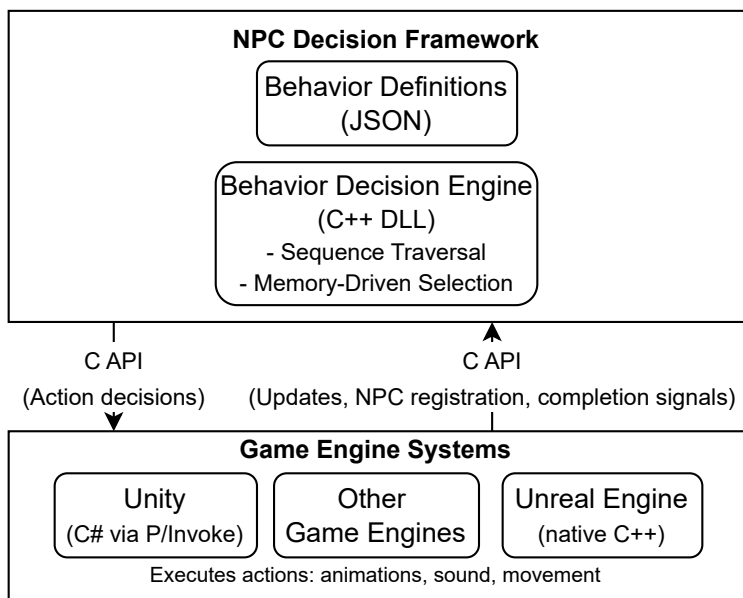 NPC Decision Framework
Behavior Definitions
(JSON)
Behavior Decision Engine
(C++ DLL)
- Sequence Traversal
- Memory-Driven Selection
C API
(Action decisions)
C API
(Updates, NPC registration, completion signals)
Game Engine Systems
Unity
(C# via P/Invoke)
Other
Game Engines
Unreal Engine
(native C++)
Executes actions: animations, sound, movement